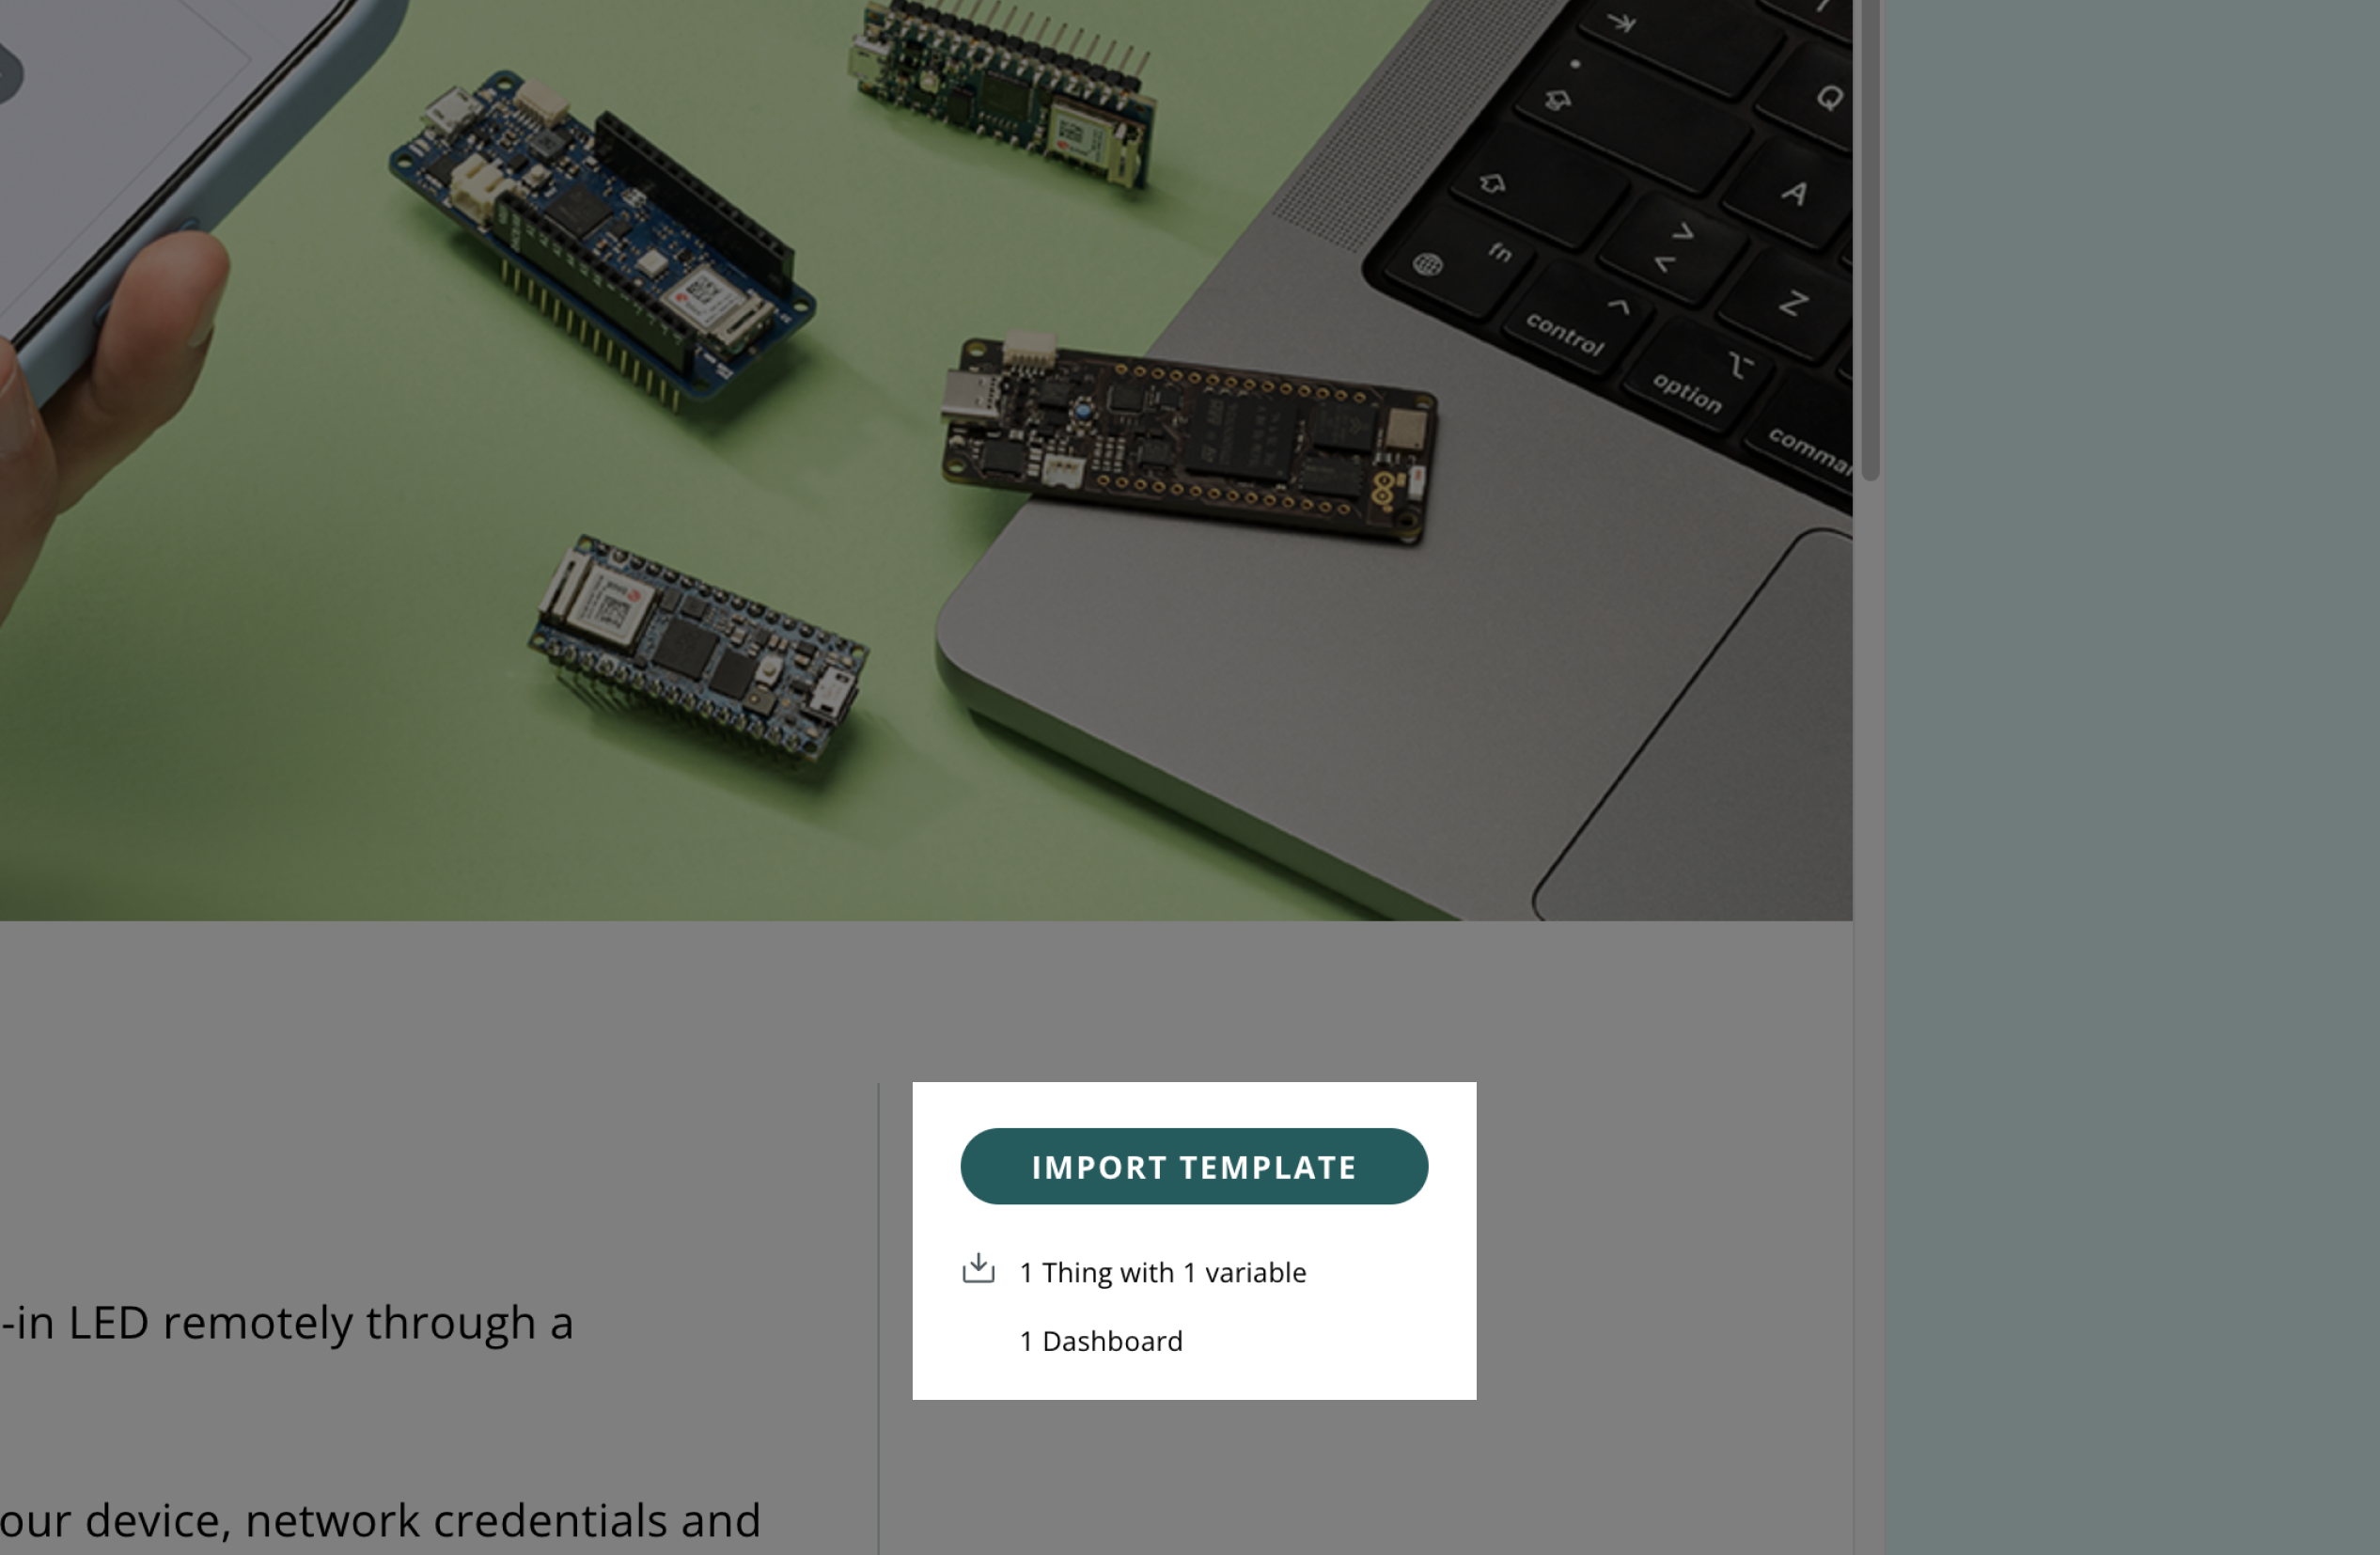 Q
A
fn
>
<
Z
control
option
comma
IMPORT TEMPLATE
1 Thing with 1 variable
-in LED remotely through a
1 Dashboard
our device, network credentials and